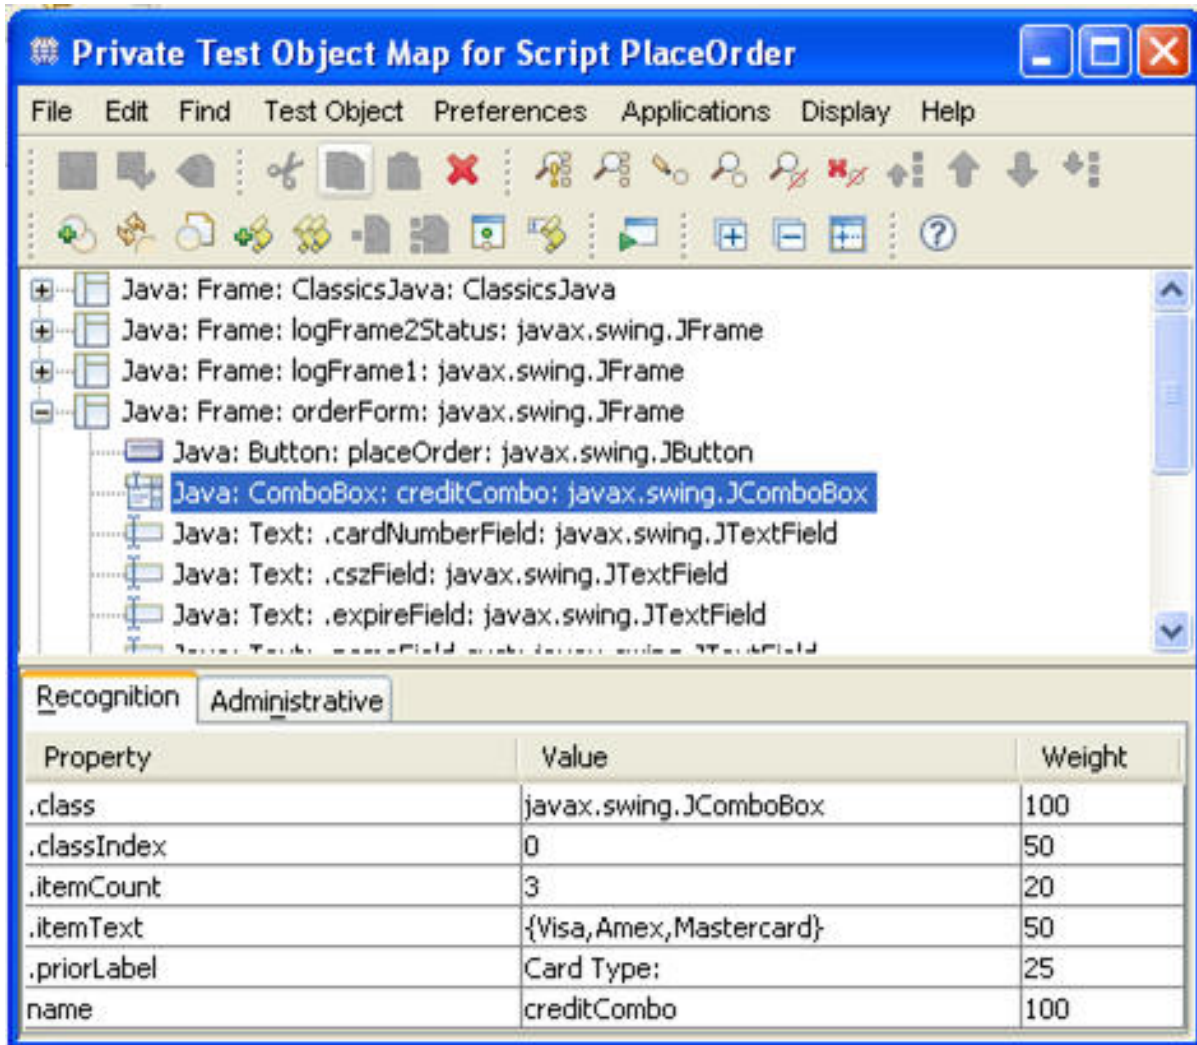 Private Test Object Map for Script PlaceOrder
File Edit Find Test Object Preferences Applications Display Help
Java: Frame: ClassicsJava: ClassicsJava
Java: Frame: logFrame2Status: javax.swing.JFrame
Java: Frame: logFrame1: javax.swing.JFrame
Java: Frame: orderForm: javax.swing.JFrame
Java: Button: placeOrder: javax.swing.JButton
Java: ComboBox: creditCombo: javax.swing.JComboBox
Java: Text: .cardNumberField: javax.swing.JTextField
Java: Text: .cszField: javax.swing.JTextField
Java: Text: .expireField: javax.swing.JTextField
Recognition Administrative
Property Value Weight
.class javax.swing.JComboBox 100
.classIndex 0 50
.itemCount 3 20
.itemText {Visa,Amex,Mastercard} 50
.priorLabel Card Type: 25
name creditCombo 100